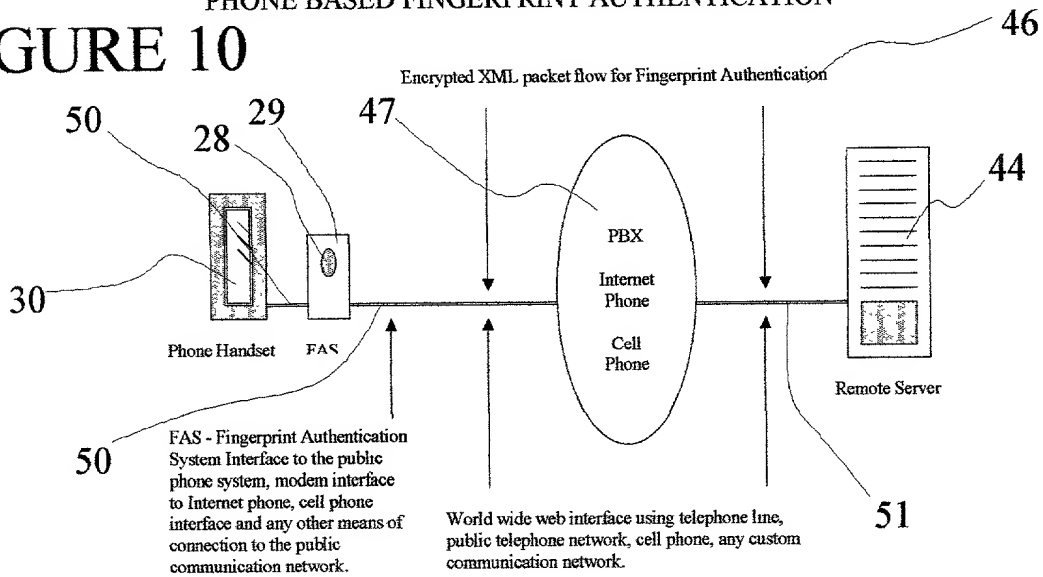 PHONE BASED FINGERPRINT AUTHENTICATION
GURE 10
46
Encrypted XML packet flow for Fingerprint Authentication
50
28
29
47
44
PBX
Internet
Phone
Cell
Phone
30
Phone Handset
FAS
Remote Server
50
FAS - Fingerprint Authentication
System Interface to the public
phone system, modem interface
to Internet phone, cell phone
interface and any other means of
connection to the public
communication network.
World wide web interface using telephone line,
public telephone network, cell phone, any custom
communication network.
51